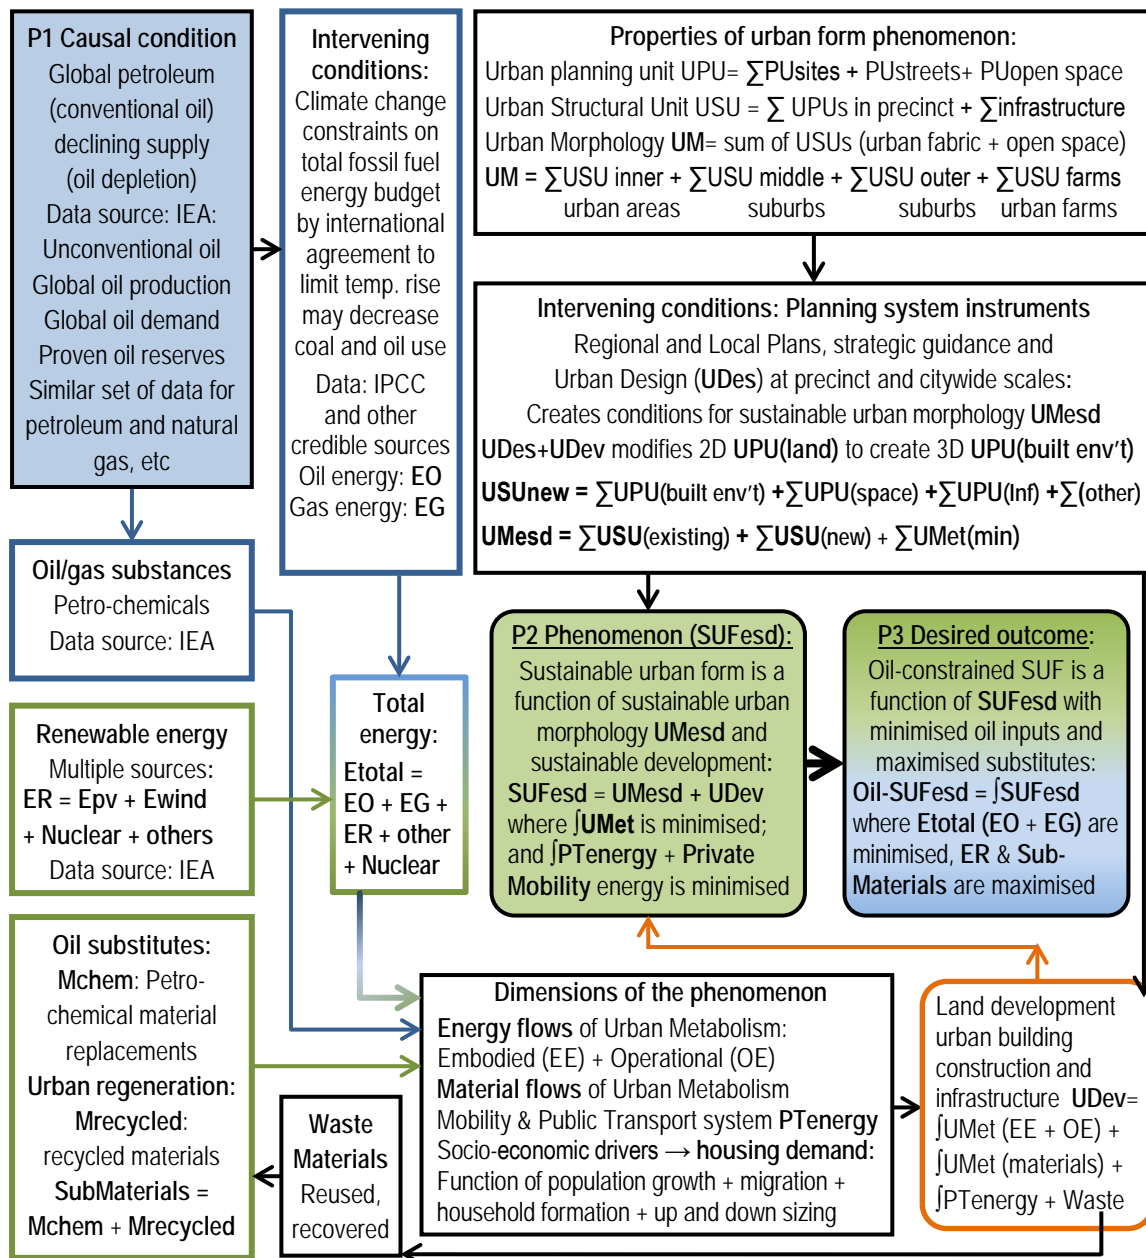 P1 Causal condition
Global petroleum
(conventional oil)
declining supply
(oil depletion)
Data source: IEA:
Unconventional oil
Global oil production
Global oil demand
Proven oil reserves
Similar set of data for
petroleum and natural
gas, etc
Intervening
conditions:
Climate change
constraints on
total fossil fuel
energy budget
by international
agreement to
limit temp. rise
may decrease
coal and oil use
Data: IPCC
and other
credible sources
Oil energy: EO
Gas energy: EG
Properties of urban form phenomenon:
Urban planning unit UPU= ∑PUsites + PUstreets+ PUopen space
Urban Structural Unit USU = ∑ UPUs in precinct + ∑infrastructure
Urban Morphology UM= sum of USUs (urban fabric + open space)
UM = ∑USU inner + ∑USU middle + ∑USU outer + ∑USU farms
urban areas suburbs suburbs urban farms
Intervening conditions: Planning system instruments
Regional and Local Plans, strategic guidance and
Urban Design (UDes) at precinct and citywide scales:
Creates conditions for sustainable urban morphology UMesd
UDes+UDev modifies 2D UPU(land) to create 3D UPU(built env't)
USUnew = ∑UPU(built env't) +∑UPU(space) +∑UPU(Inf) +∑(other)
UMesd = ∑USU(existing) + ∑USU(new) + ∑UMet(min)
Oil/gas substances
Petro-chemicals
Data source: IEA
Renewable energy
Multiple sources:
ER = Epv + Ewind
+ Nuclear + others
Data source: IEA
Total
energy:
Etotal =
EO + EG +
ER + other
+ Nuclear
P2 Phenomenon (SUFesd):
Sustainable urban form is a
function of sustainable urban
morphology UMesd and
sustainable development:
SUFesd = UMesd + UDev
where ∫UMet is minimised;
and ∫PTenergy + Private
Mobility energy is minimised
P3 Desired outcome:
Oil-constrained SUF is a
function of SUFesd with
minimised oil inputs and
maximised substitutes:
Oil-SUFesd = ∫SUFesd
where Etotal (EO + EG) are
minimised, ER & Sub-
Materials are maximised
Oil substitutes:
Mchem: Petro-
chemical material
replacements
Urban regeneration:
Mrecycled:
recycled materials
SubMaterials =
Mchem + Mrecycled
Waste
Materials
Reused,
recovered
Dimensions of the phenomenon
Energy flows of Urban Metabolism:
Embodied (EE) + Operational (OE)
Material flows of Urban Metabolism
Mobility & Public Transport system PTenergy
Socio-economic drivers → housing demand:
Function of population growth + migration +
household formation + up and down sizing
Land development
urban building
construction and
infrastructure UDev=
∫UMet (EE + OE) +
∫UMet (materials) +
∫PTenergy + Waste